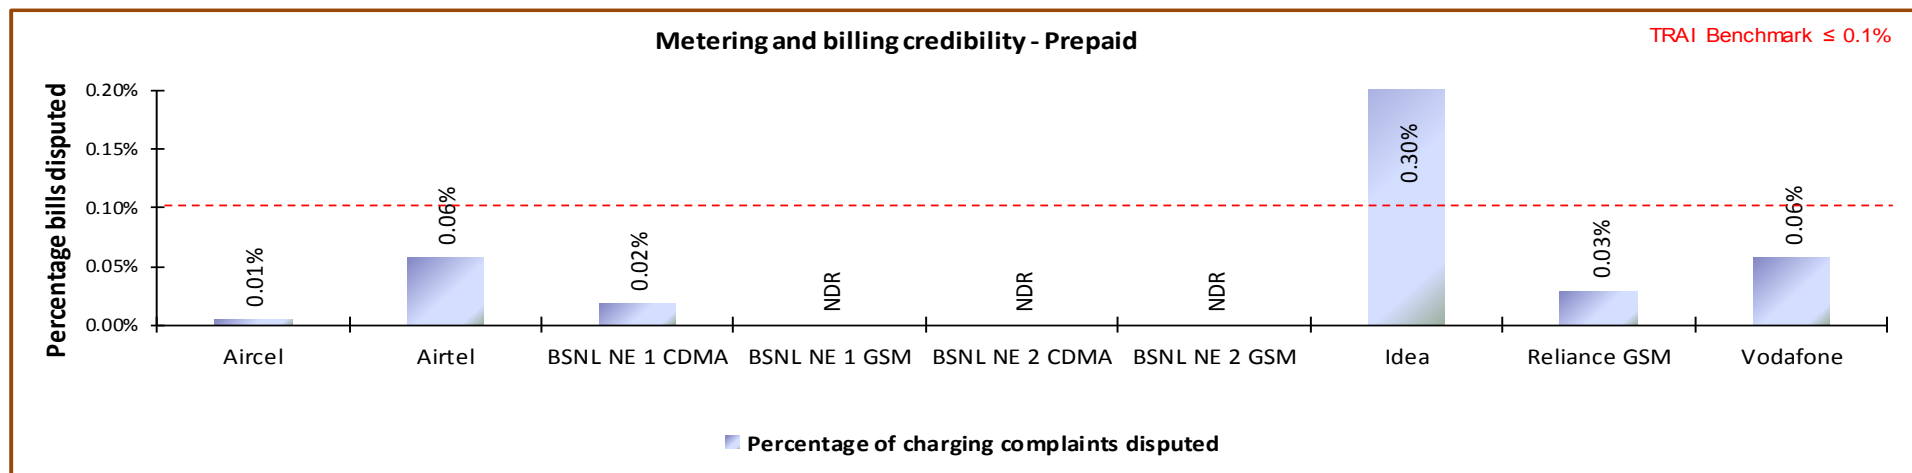 Metering and billing credibility - Prepaid
TRAI Benchmark ≤ 0.1%
Percentage bills disputed
0.20%
0.15%
0.10%
0.05%
0.00%
0.01%
0.06%
0.02%
NDR
NDR
NDR
0.30%
0.03%
0.06%
Aircel
Airtel
BSNL NE 1 CDMA
BSNL NE 1 GSM
BSNL NE 2 CDMA
BSNL NE 2 GSM
Idea
Reliance GSM
Vodafone
Percentage of charging complaints disputed